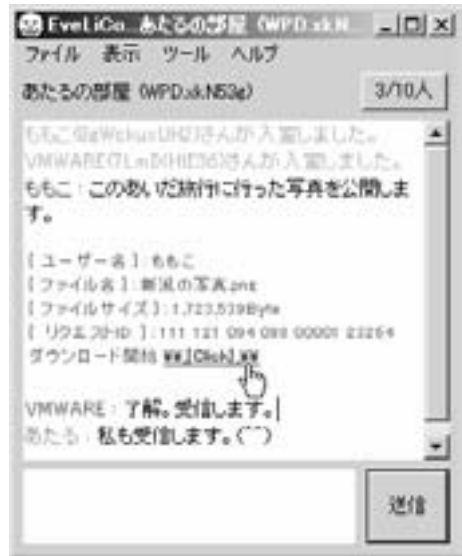 EveLiCo あたるの部屋 (WPD.xkN
ファイル 表示 ツール ヘルプ
あたるの部屋 (WPD.xkN53g)
3/10人
さんが入室しました。
さんが入室しました。
ももこ：このあいだ旅行に行った写真を公開しま
す。
[ ユーザー名 ]：ももこ
[ ファイル名 ]：の写真.png
[ ファイルサイズ ]：1,723,539Byte
[ リクエストID ]：111 121 094 088 00001 23264
ダウンロード開始 ¥¥[Click].¥¥
VMWARE：了解。受信します。
あたる：私も受信します。(^^)
送信